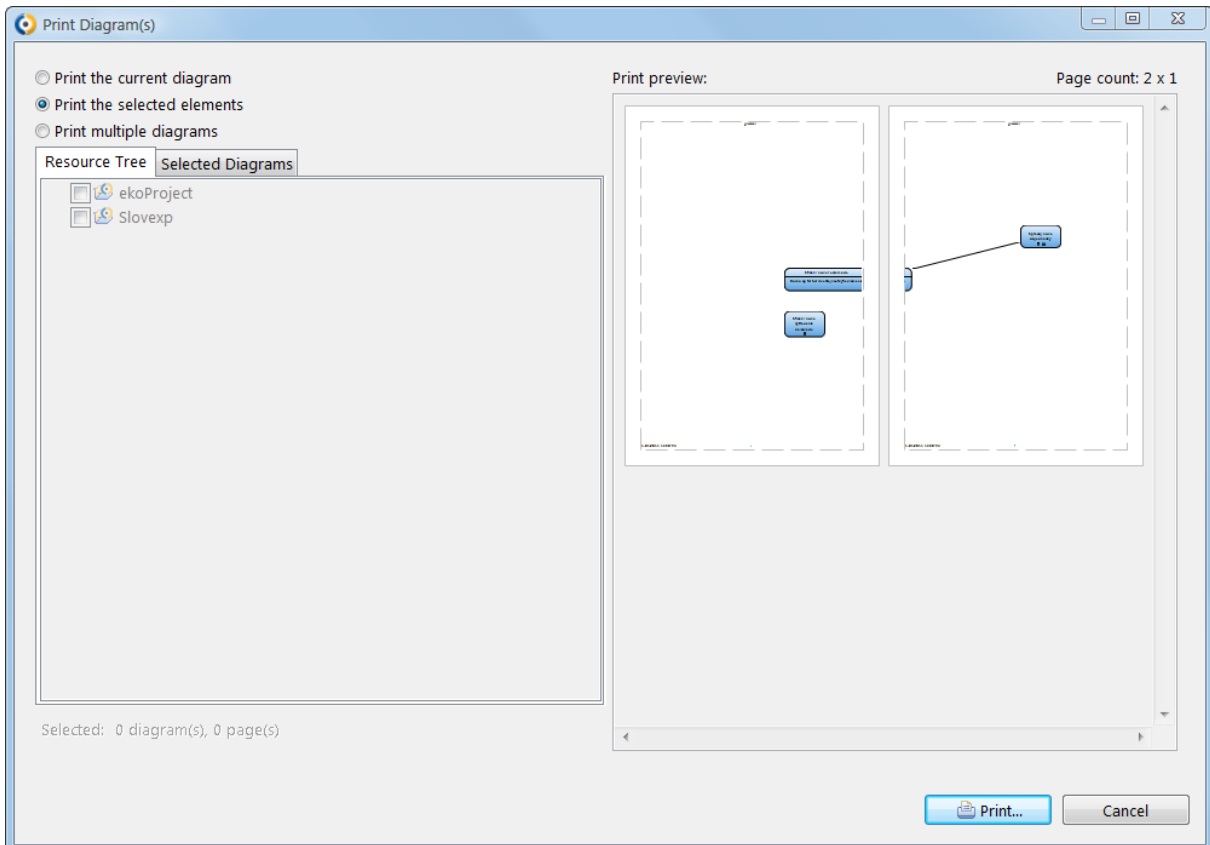 Print Diagram(s)
Print the current diagram
Print the selected elements
Print multiple diagrams
Resource Tree
Selected Diagrams
ekoProject
Slovexp
Selected: 0 diagram(s), 0 page(s)
Print preview:
Page count: 2 x 1
Print...
Cancel